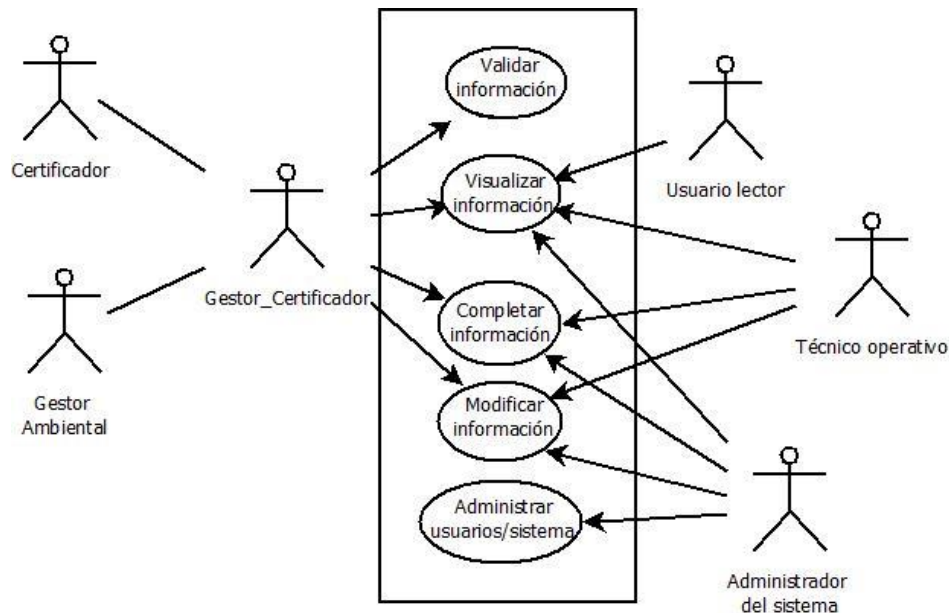 Certificador
Gestor
Ambiental
Gestor_Certificador
Validar
información
Visualizar
información
Completar
información
Modificar
información
Administrar
usuarios/sistema
Usuario lector
Técnico operativo
Administrador
del sistema